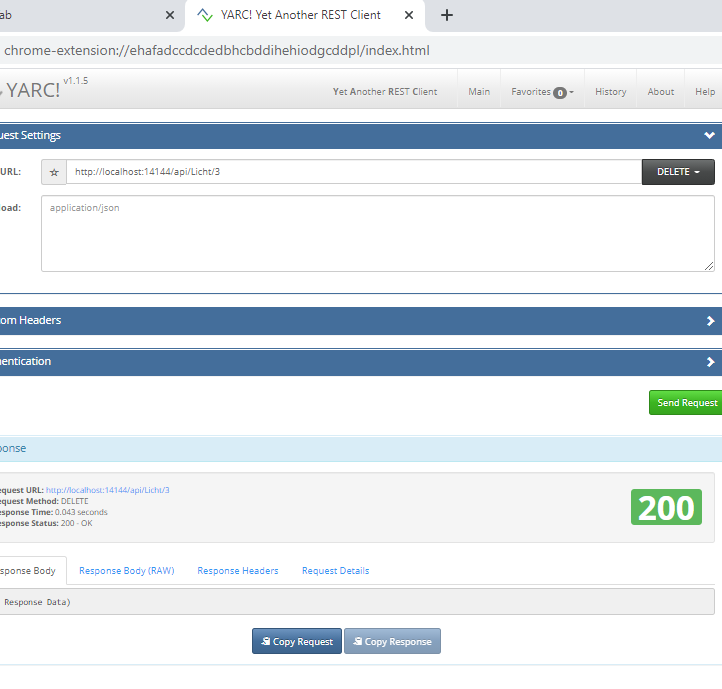 ab
YARC! Yet Another REST Client
chrome-extension://ehafadccdcdedbhcbddihehiodgcddpl/index.html
YARC! v1.1.5
Yet Another REST Client
Main
Favorites 0
History
About
Help
uest Settings
URL:
http://localhost:14144/api/Licht/3
DELETE
oad:
application/json
om Headers
entication
Send Request
ponse
equest URL: http://localhost:14144/api/Licht/3
equest Method: DELETE
esponse Time: 0.043 seconds
esponse Status: 200 - OK
200
sponse Body
Response Body (RAW)
Response Headers
Request Details
Response Data)
Copy Request
Copy Response